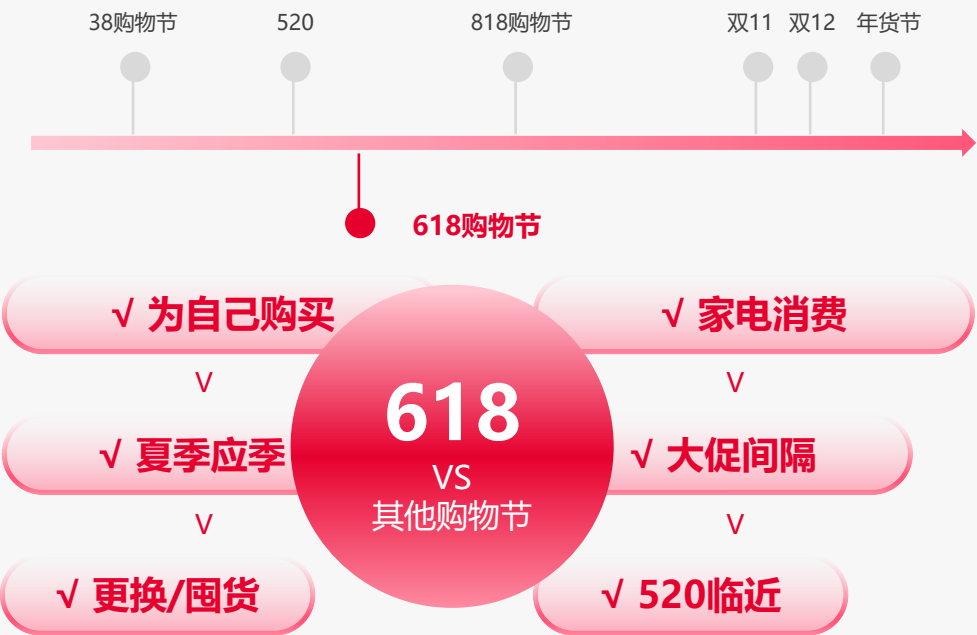 38购物节 520 818购物节 双11 双12 年货节
618购物节
√ 为自己购买
V
√ 夏季应季
V
√ 更换/囤货
618
VS
其他购物节
√ 家电消费
V
√ 大促间隔
V
√ 520临近